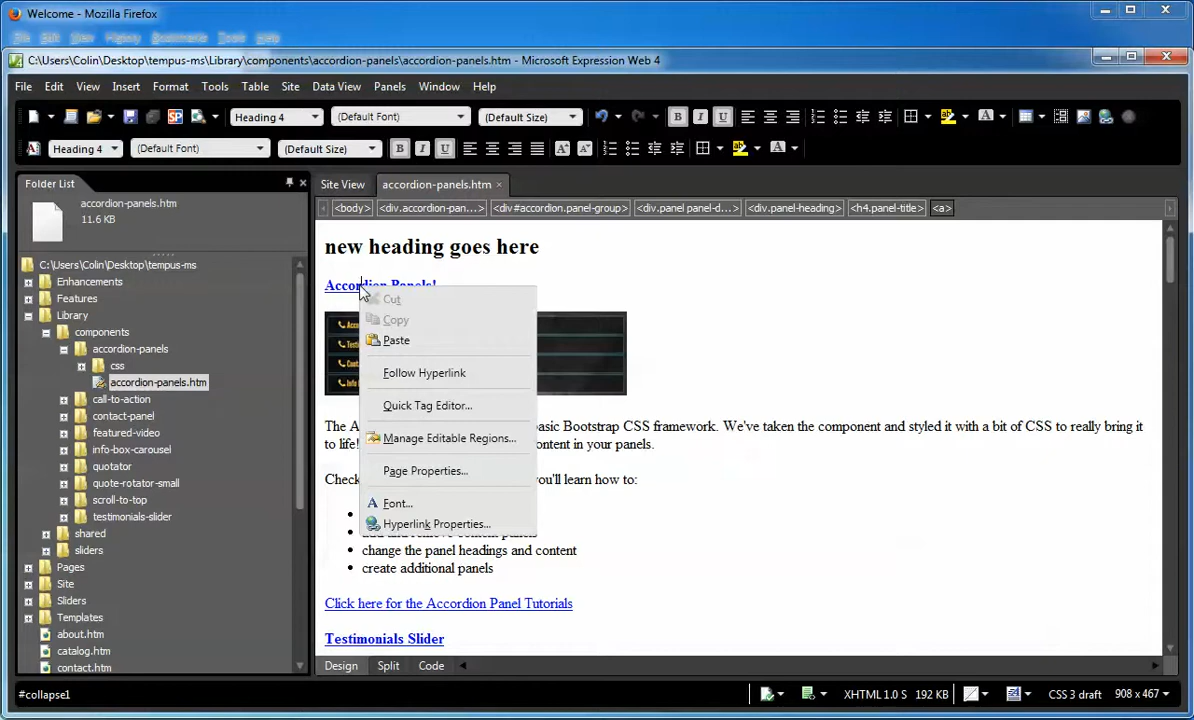 Welcome - Mozilla Firefox
File Edit View History Bookmarks Tools Help
C:\Users\Colin\Desktop\tempus-ms\Library\components\accordion-panels\accordion-panels.htm - Microsoft Expression Web 4
File Edit View Insert Format Tools Table Site Data View Panels Window Help
Heading 4 (Default Font) (Default Size) B I U
Heading 4 (Default Font) (Default Size) B I U
Folder List
accordion-panels.htm
11.6 KB
C:\Users\Colin\Desktop\tempus-ms
Enhancements
Features
Library
components
accordion-panels
css
accordion-panels.htm
call-to-action
contact-panel
featured-video
info-box-carousel
quotator
quote-rotator-small
scroll-to-top
testimonials-slider
shared
sliders
Pages
Site
Sliders
Templates
about.htm
catalog.htm
contact.htm
Site View accordion-panels.htm ×
<body> <div.accordion-pan...> <div#accordion.panel-group> <div.panel panel-d...> <div.panel-heading> <h4.panel-title> <a>
new heading goes here
Accordion Panels!
Cut
Copy
Paste
Follow Hyperlink
Quick Tag Editor...
Manage Editable Regions...
Page Properties...
Font...
Hyperlink Properties...
The A basic Bootstrap CSS framework. We've taken the component and styled it with a bit of CSS to really bring it
to life! ontent in your panels.
Check you'll learn how to:
change the panel headings and content
create additional panels
Click here for the Accordion Panel Tutorials
Testimonials Slider
Design Split Code
#collapse1 XHTML 1.0 S 192 KB CSS 3 draft 908 x 467